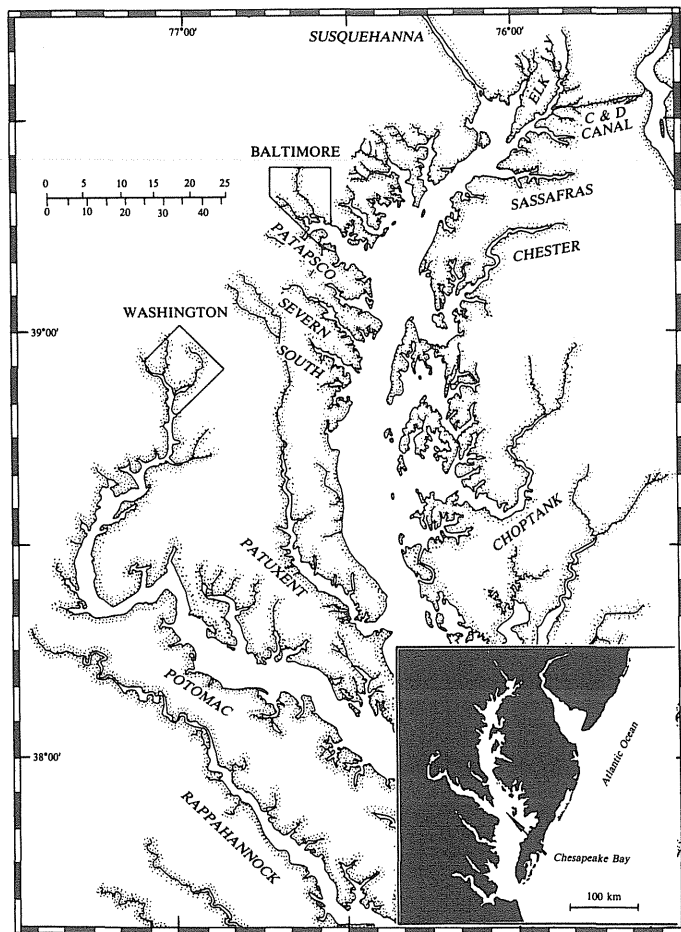 77°00'
76°00'
SUSQUEHANNA
ELK
C & D
CANAL
BALTIMORE
0 5 10 15 20 25
0 10 20 30 40
SASSAFRAS
PATAPSCO
CHESTER
SEVERN
WASHINGTON
39°00'
SOUTH
CHOPTANK
PATUXENT
POTOMAC
38°00'
RAPPAHANNOCK
Atlantic Ocean
Chesapeake Bay
100 km